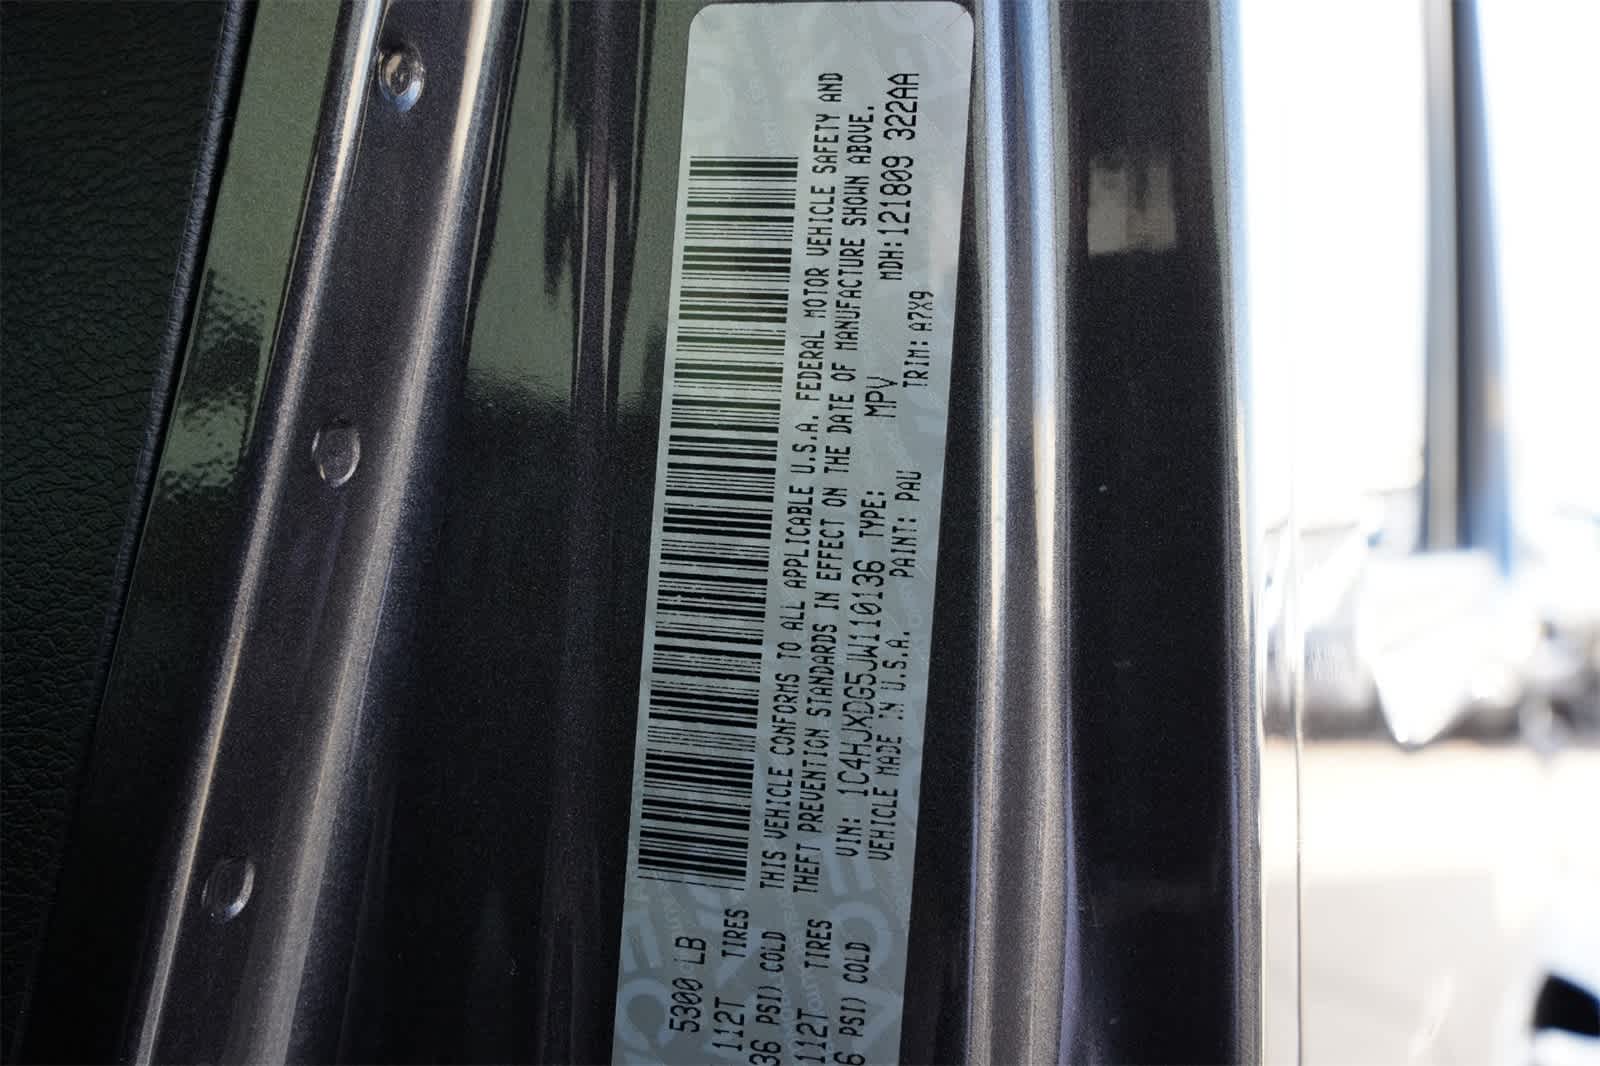 5300 LB
112T TIRES
36 PSI) COLD
112T TIRES
6 PSI) COLD
THIS VEHICLE CONFORMS TO ALL APPLICABLE U.S.A. FEDERAL MOTOR VEHICLE SAFETY AND
THEFT PREVENTION STANDARDS IN EFFECT ON THE DATE OF MANUFACTURE SHOWN ABOVE.
VIN: 1C4HJXDG5JW110136 TYPE: MPV MDH:121809 322AA
VEHICLE MADE IN U.S.A. PAINT: PAU TRIM: A7X9